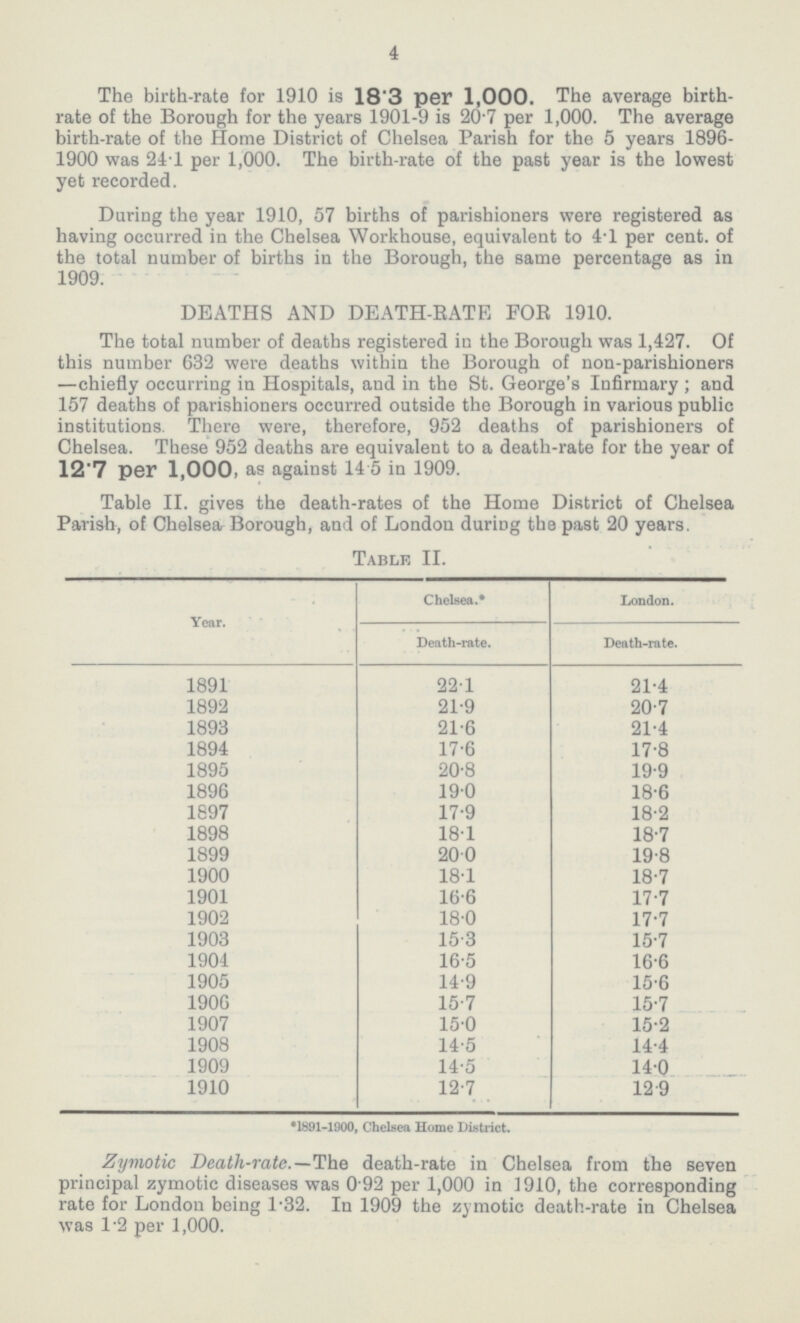 4
The birth-rate for 1910 is 18·3 per 1,000. The average birth-
rate of the Borough for the years 1901-9 is 20·7 per 1,000. The average
birth-rate of the Home District of Chelsea Parish for the 5 years 1896-
1900 was 24·1 per 1,000. The birth-rate of the past year is the lowest
yet recorded.
During the year 1910, 57 births of parishioners were registered as
having occurred in the Chelsea Workhouse, equivalent to 4·1 per cent. of
the total number of births in the Borough, the same percentage as in
1909.
DEATHS AND DEATH-RATE FOR 1910.
The total number of deaths registered in the Borough was 1,427. Of
this number 632 were deaths within the Borough of non-parishioners
—chiefly occurring in Hospitals, and in the St. George's Infirmary; and
157 deaths of parishioners occurred outside the Borough in various public
institutions. There were, therefore, 952 deaths of parishioners of
Chelsea. These 952 deaths are equivalent to a death-rate for the year of
12·7 per 1,000, as against 14·5 in 1909.
Table II. gives the death-rates of the Home District of Chelsea
Parish, of Chelsea Borough, and of London during the past 20 years.
TABLE II.
Year. Chelsea.* London.
Death-rate. Death-rate.
1891 22·1 21·4
1892 21·9 20·7
1893 21·6 21·4
1894 17·6 17·8
1895 20·8 19·9
1896 19·0 18·6
1897 17·9 18·2
1898 18·1 18·7
1899 20·0 19·8
1900 18·1 18·7
1901 16·6 17·7
1902 18·0 17·7
1903 15·3 15·7
1904 16·5 16·6
1905 14·9 15·6
1906 15·7 15·7
1907 15·0 15·2
1908 14·5 14·4
1909 14·5 14·0
1910 12·7 12·9
*1891-1900, Chelsea Home District.
Zymotic Death-rate.—The death-rate in Chelsea from the seven
principal zymotic diseases was 0·92 per 1,000 in 1910, the corresponding
rate for London being 1·32. In 1909 the zymotic death-rate in Chelsea
was 1·2 per 1,000.